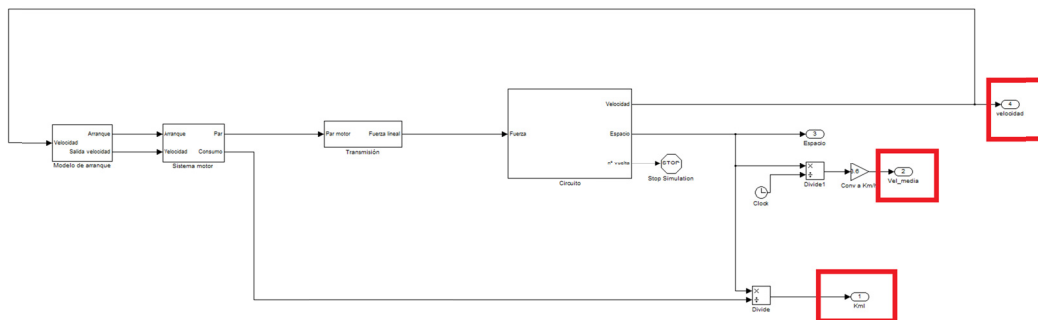 Velocidad
4
velocidad
Arranque
Velocidad
Salida velocidad
Modelo de arranque
Arranque
Par
Velocidad
Consumo
Sistema motor
Par motor
Fuerza lineal
Transmisión
Fuerza
Espacio
nº vuelta
Circuito
STOP
Stop Simulation
3
Espacio
Clock
Divide1
3.6
Conv a Km/h
2
Vel_media
Divide
1
Kml